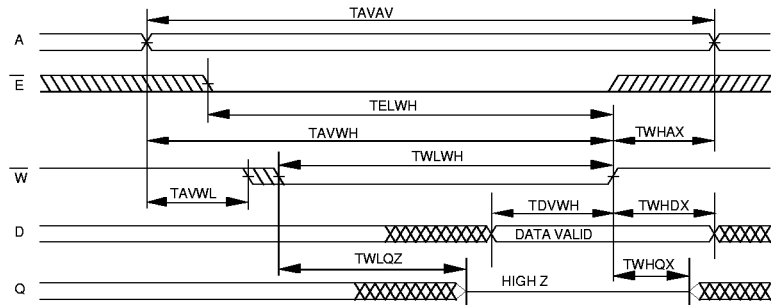 TAVAV
A
E
TELWH
TAVWH TWHAX
TWLWH
W
TAVWL
TDVWH TWHDX
D DATA VALID
TWLQZ TWHQX
HIGH Z
Q